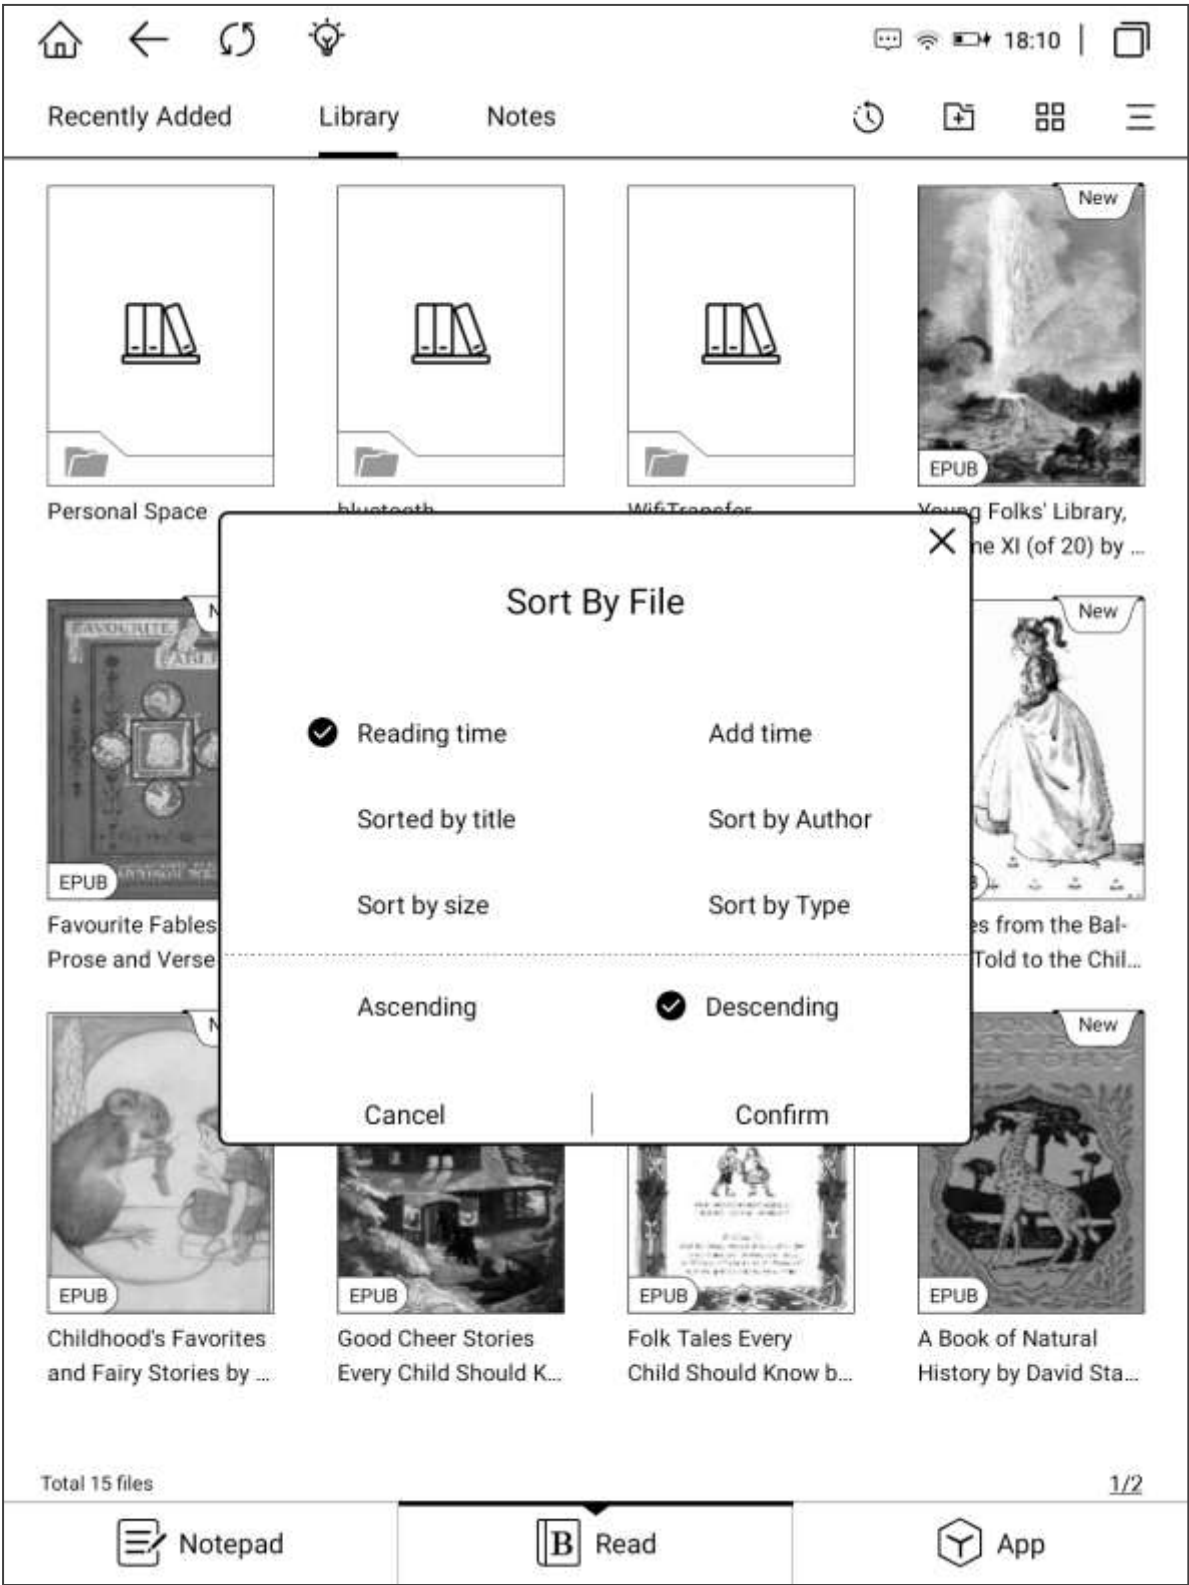 18:10
Recently Added
Library
Notes
New
EPUB
Personal Space
bluetooth
WifiTransfer
Young Folks' Library,
ne XI (of 20) by ...
Sort By File
Reading time
Add time
Sorted by title
Sort by Author
Sort by size
Sort by Type
Ascending
Descending
Cancel
Confirm
N
FAVOURITE
EPUB
Favourite Fables
Prose and Verse
New
es from the Bal-
Told to the Chil...
N
EPUB
Childhood's Favorites
and Fairy Stories by ...
EPUB
Good Cheer Stories
Every Child Should K...
EPUB
Folk Tales Every
Child Should Know b...
New
EPUB
A Book of Natural
History by David Sta...
Total 15 files
1/2
Notepad
B
Read
App